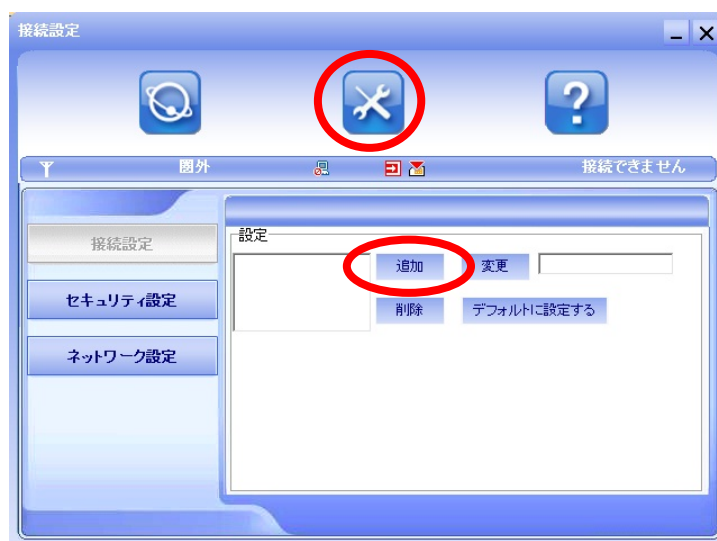 接続設定
圏外
接続できません
接続設定
セキュリティ設定
ネットワーク設定
設定
追加
変更
削除
デフォルトに設定する